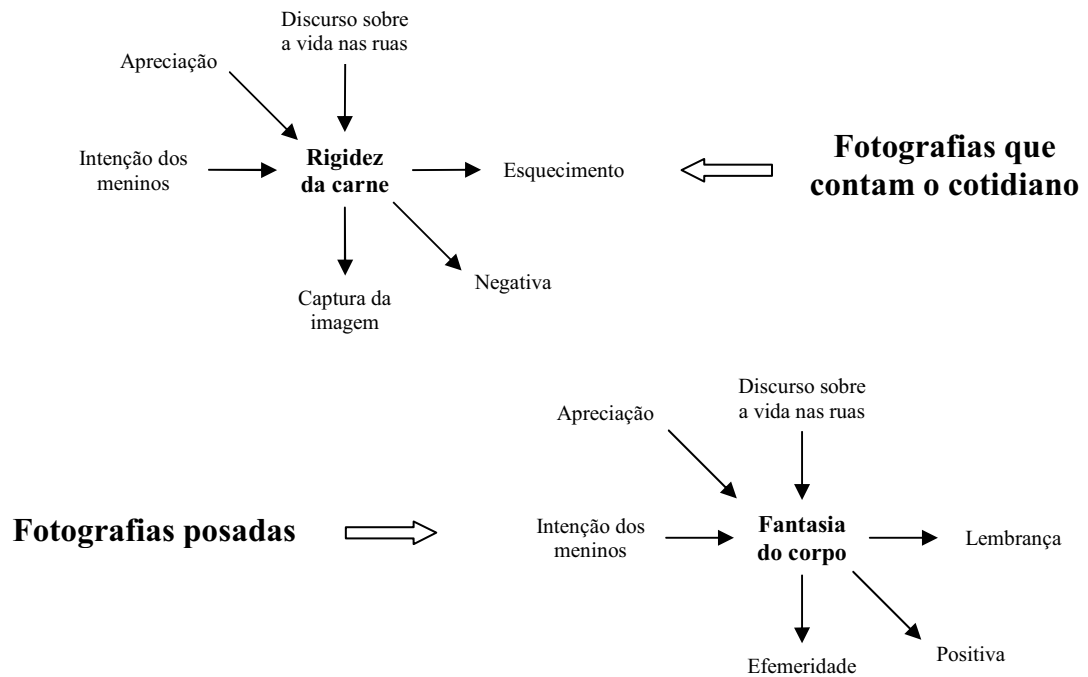 Discurso sobre
a vida nas ruas
Apreciação
Intenção dos
meninos
Rigidez
da carne
Esquecimento
Fotografias que
contam o cotidiano
Negativa
Captura da
imagem
Discurso sobre
a vida nas ruas
Apreciação
Fotografias posadas
Intenção dos
meninos
Fantasia
do corpo
Lembrança
Positiva
Efemeridade